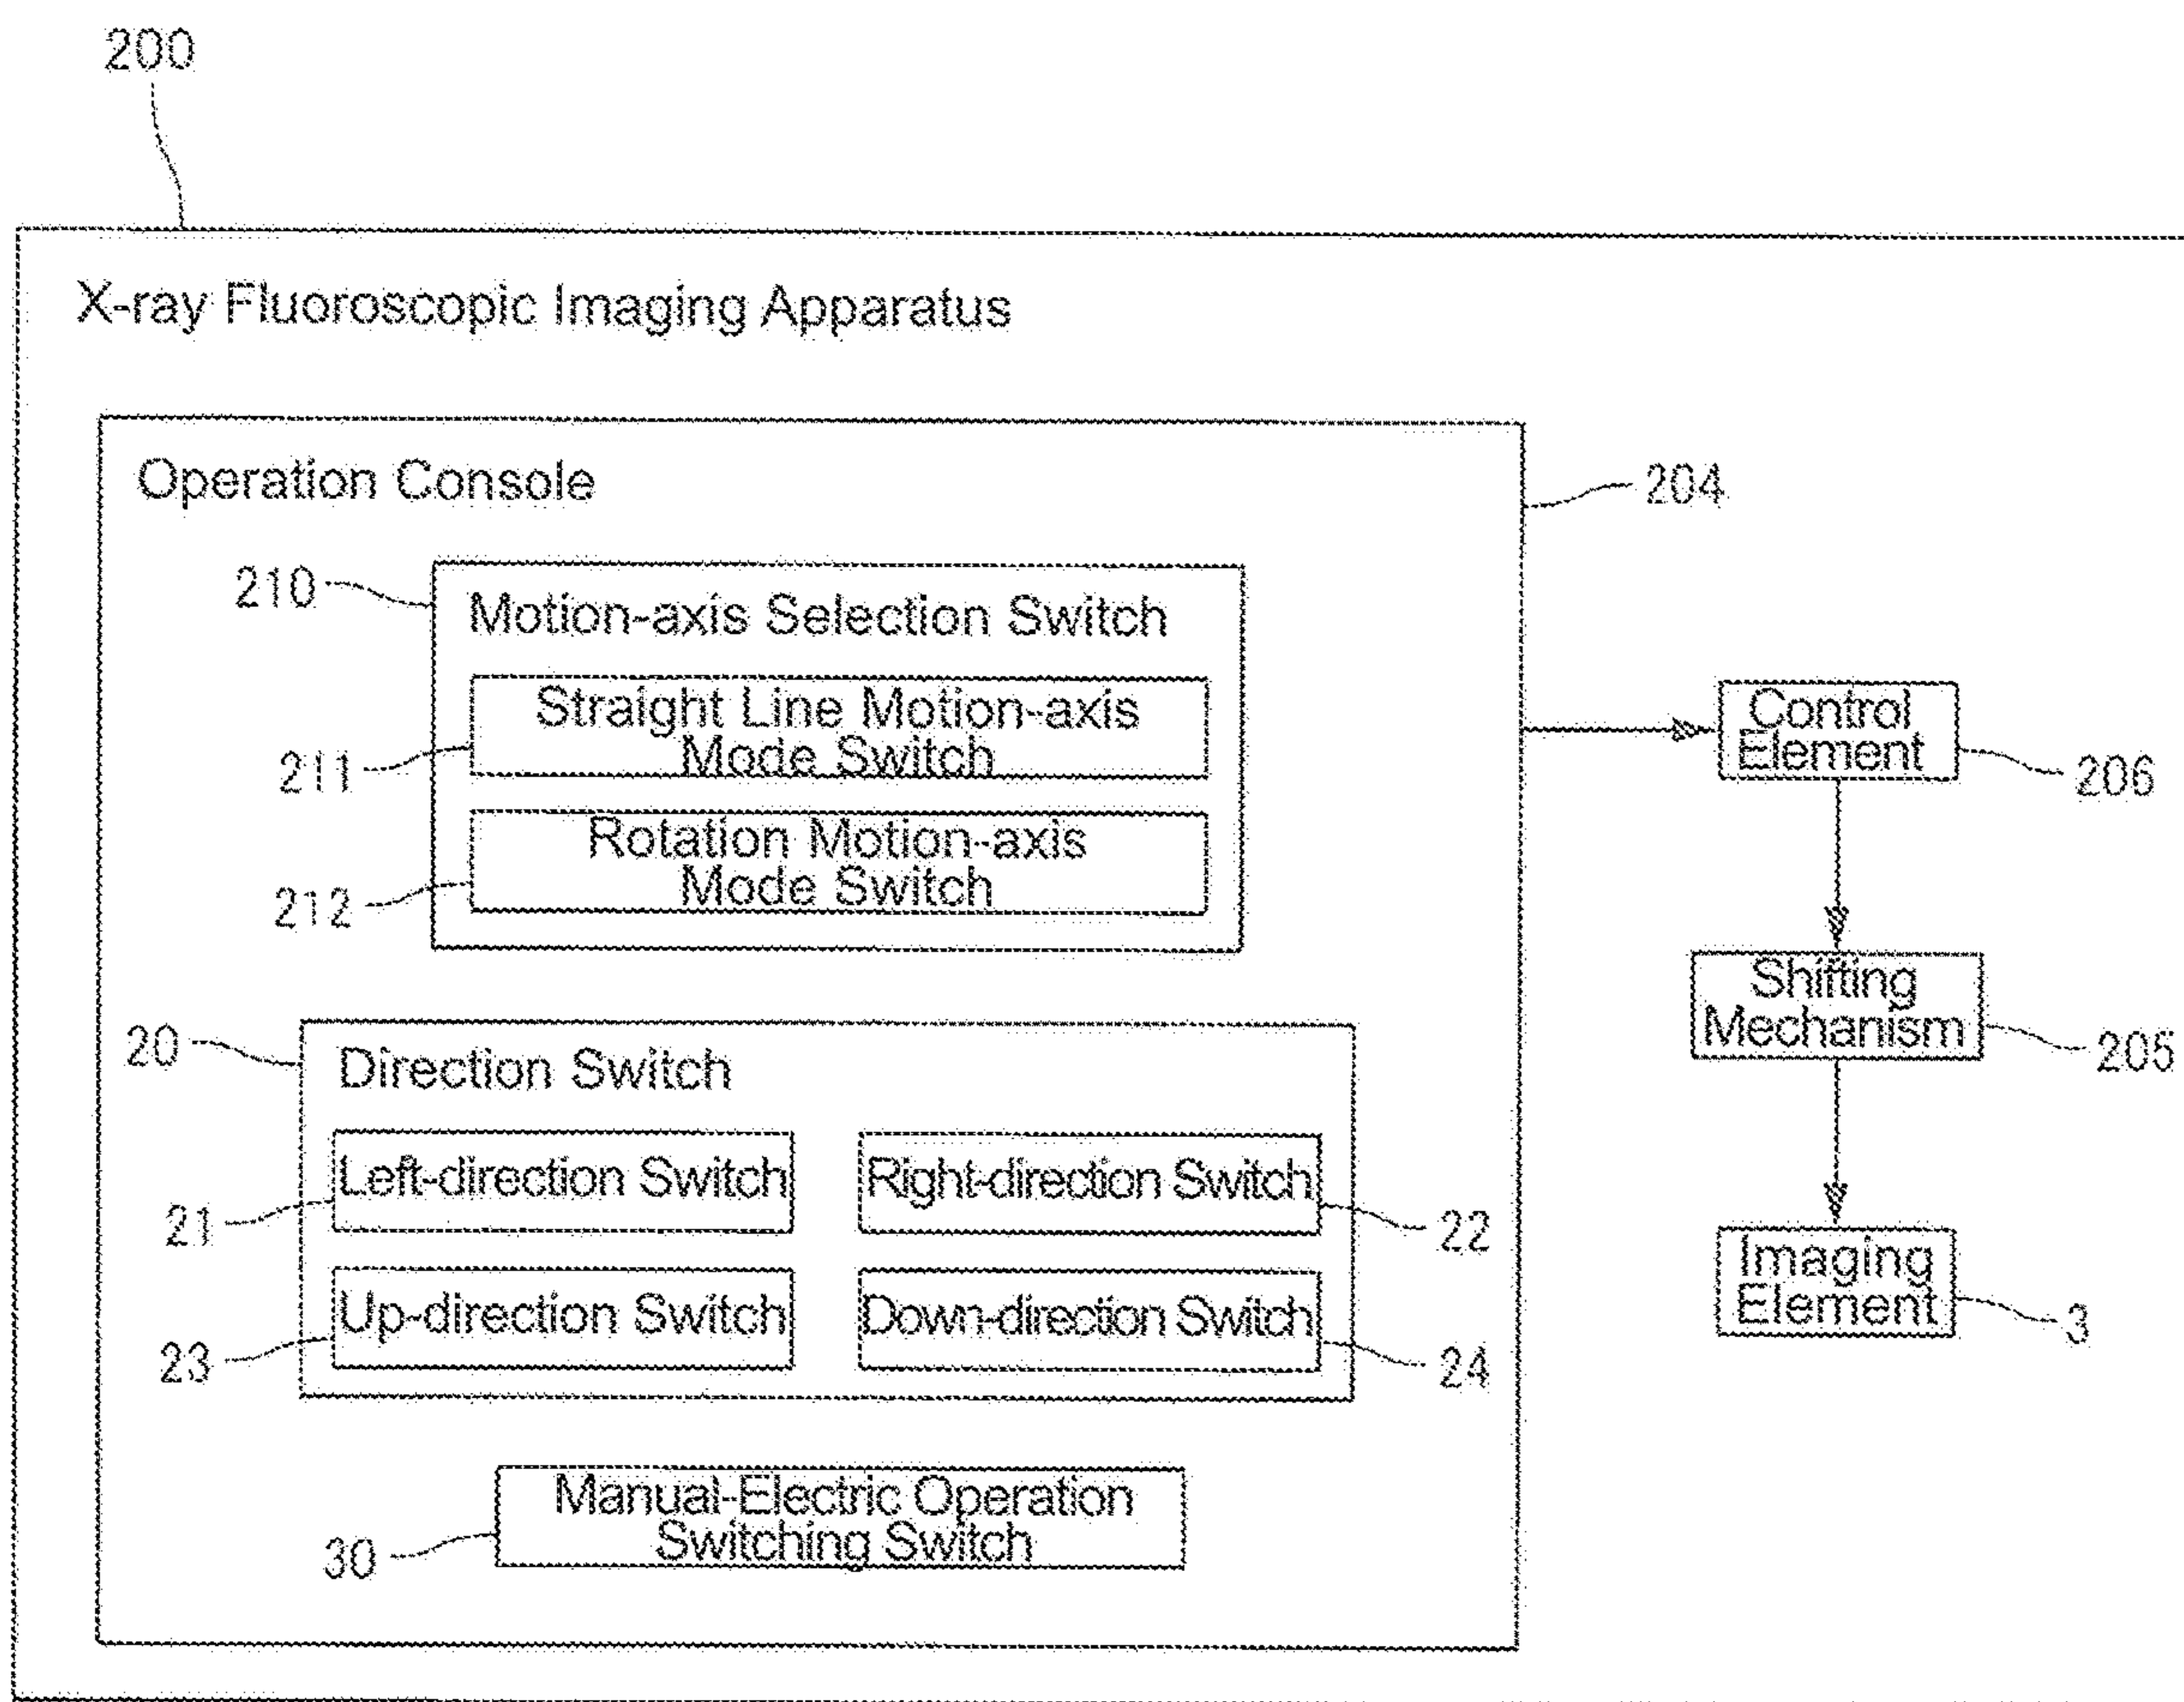 200
X-ray Fluoroscopic Imaging Apparatus
Operation Console
204
210
Motion-axis Selection Switch
Straight Line Motion-axis
Mode Switch
211
Rotation Motion-axis
Mode Switch
212
Control
Element
206
Shifting
Mechanism
205
Imaging
Element
3
20
Direction Switch
Left-direction Switch
21
Right-direction Switch
22
Up-direction Switch
23
Down-direction Switch
24
Manual-Electric Operation
Switching Switch
30